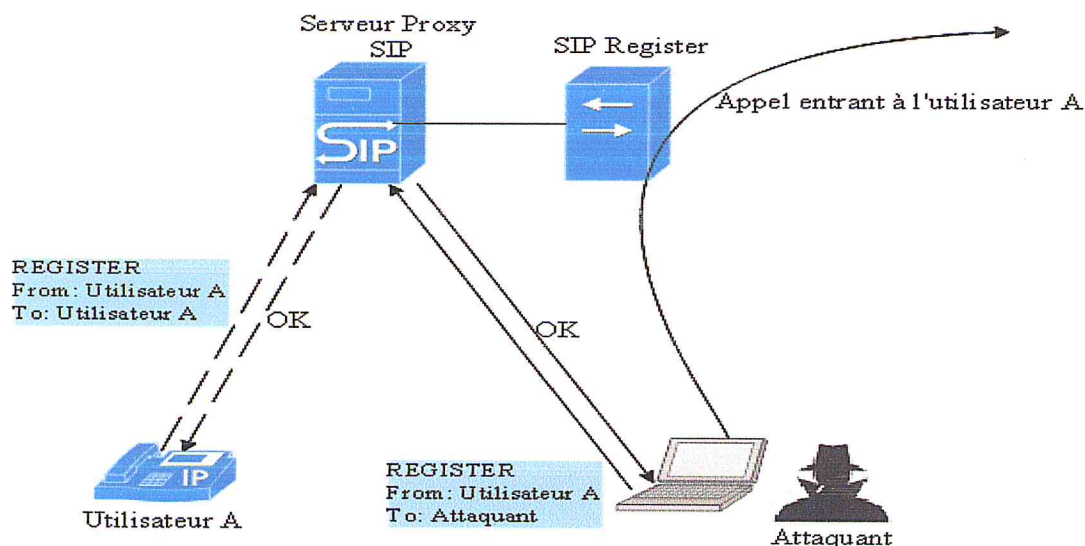 Serveur Proxy
SIP
SIP Register
Appel entrant à l'utilisateur A
SIP
REGISTER
From: Utilisateur A
To: Utilisateur A
OK
OK
IP
Utilisateur A
REGISTER
From: Utilisateur A
To: Attaquant
Attaquant